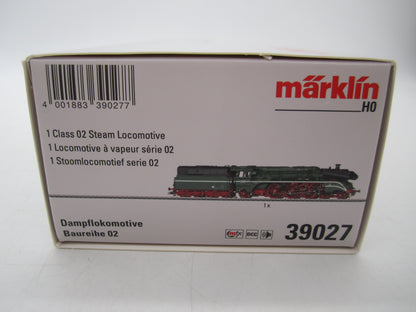 märklin
H0
4 001883 390277
1 Class 02 Steam Locomotive
1 Locomotive à vapeur série 02
1 Stoomlocomotief serie 02
1x
Dampflokomotive
Baureihe 02
mfx DCC
39027